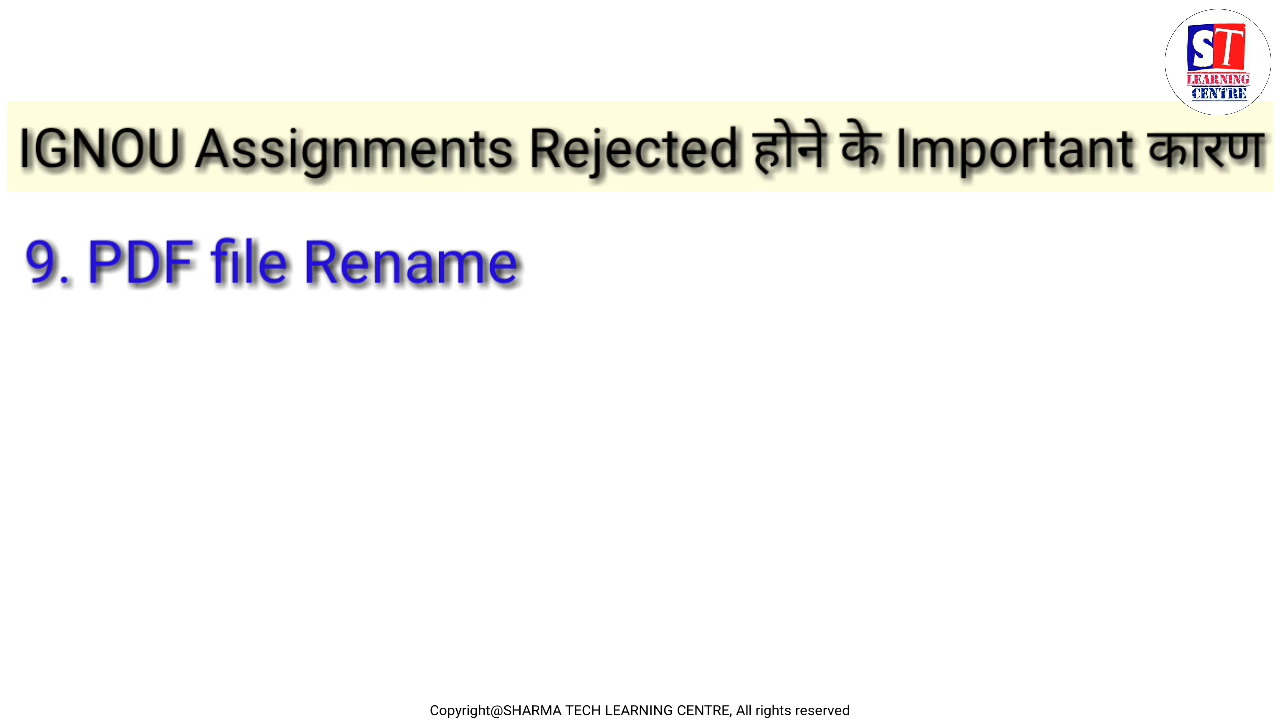 ST
LEARNING
CENTRE
IGNOU Assignments Rejected होने के Important कारण
9. PDF file Rename
Copyright@SHARMA TECH LEARNING CENTRE, All rights reserved